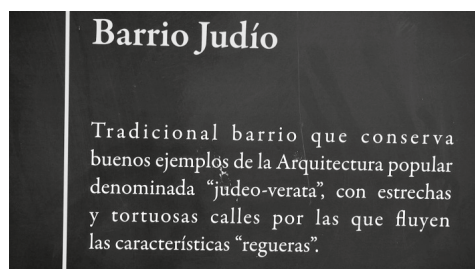 Barrio Judío
Tradicional barrio que conserva
buenos ejemplos de la Arquitectura popular
denominada “judeo-verata”, con estrechas
y tortuosas calles por las que fluyen
las características “regueras”.